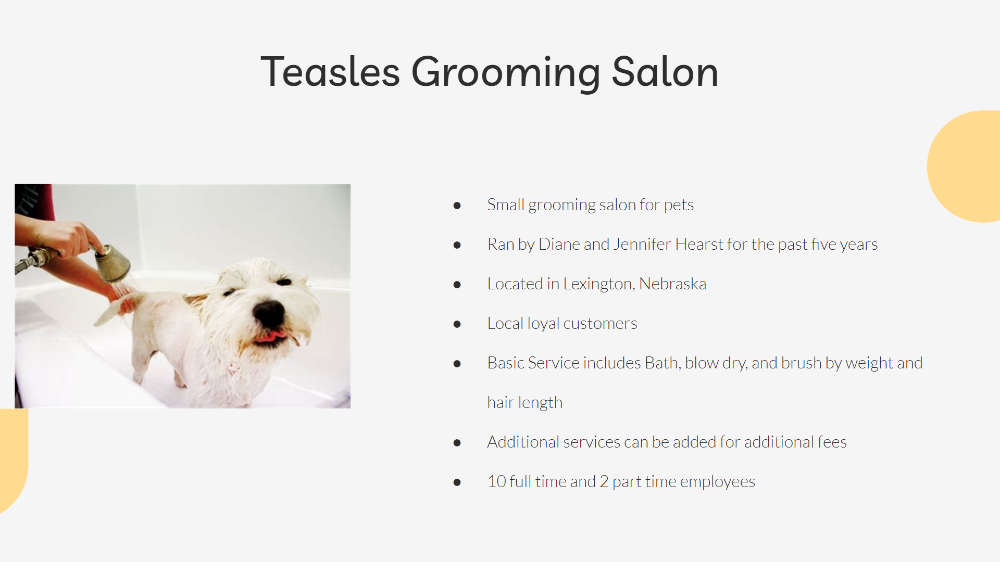 Teasles Grooming Salon
● Small grooming salon for pets
● Ran by Diane and Jennifer Hearst for the past five years
● Located in Lexington, Nebraska
● Local loyal customers
● Basic Service includes Bath, blow dry, and brush by weight and
hair length
● Additional services can be added for additional fees
● 10 full time and 2 part time employees